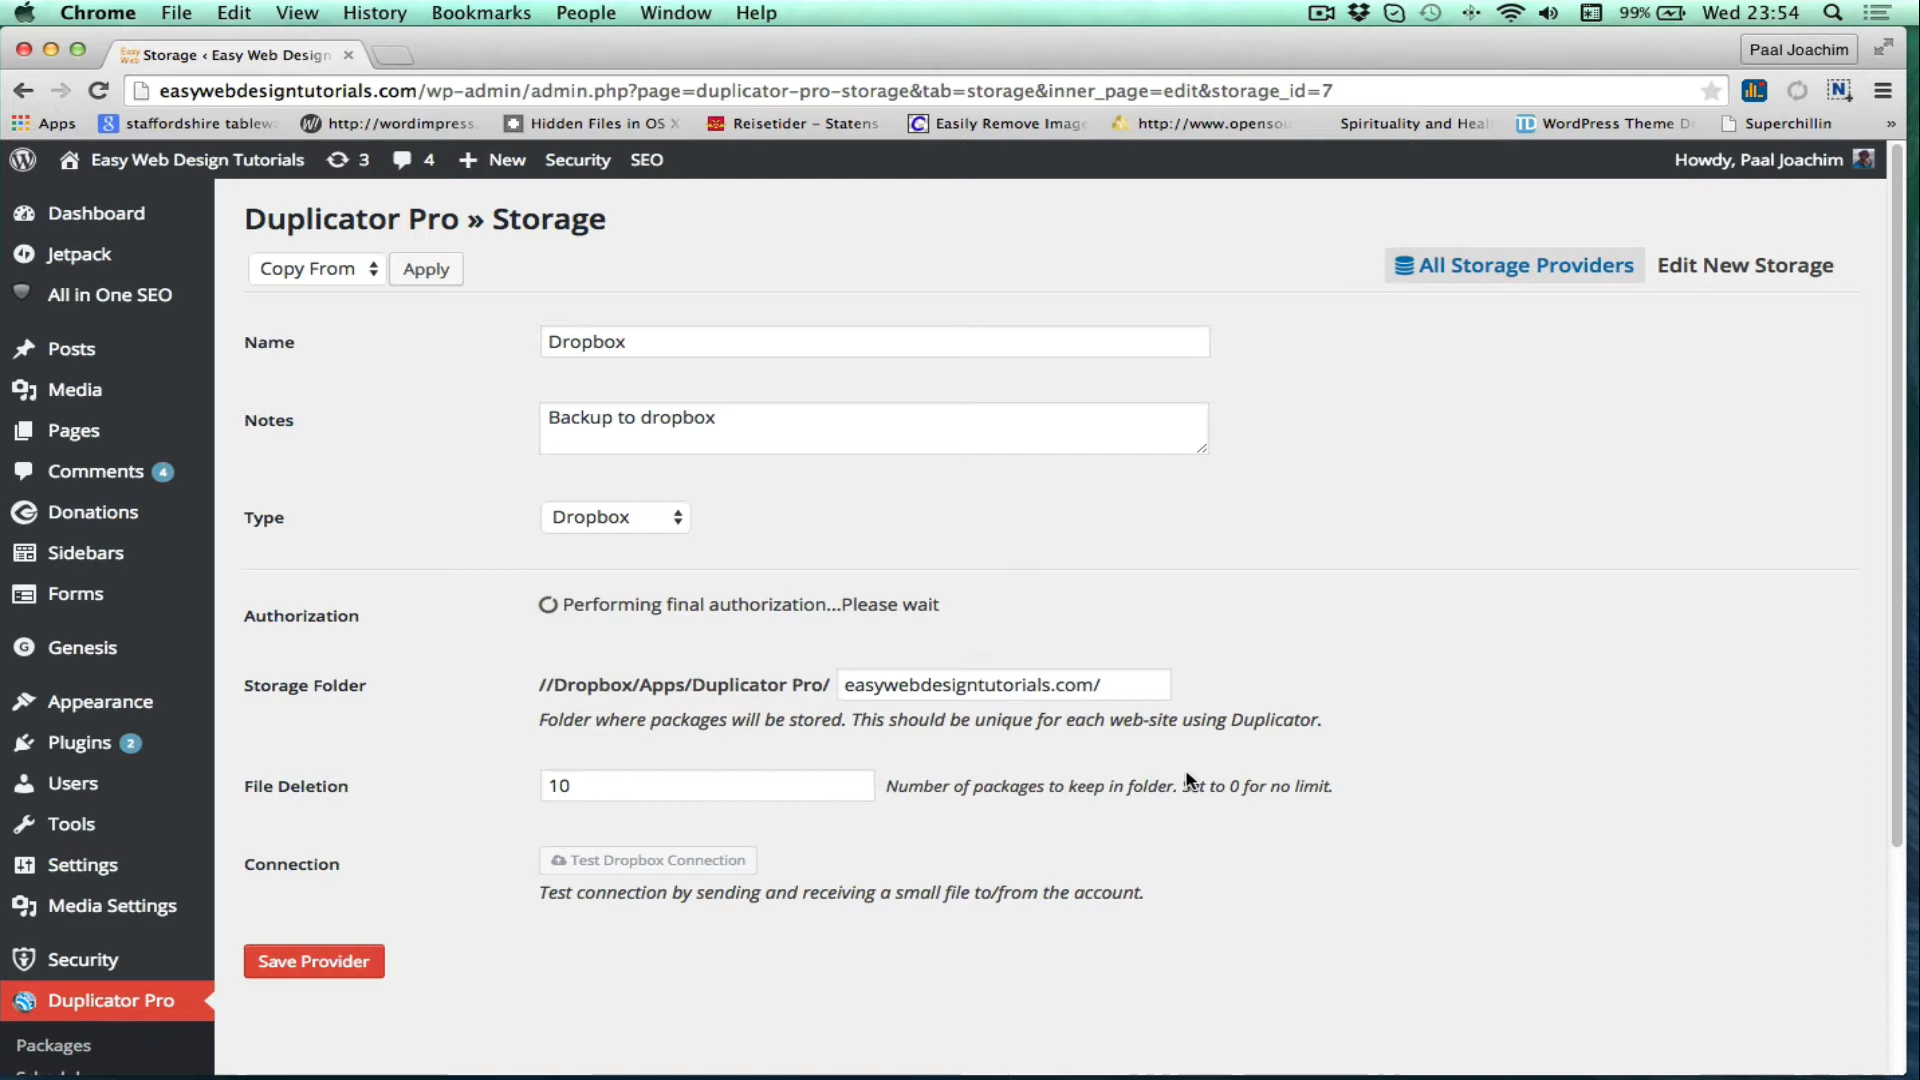 Chrome File Edit View History Bookmarks People Window Help 99% Wed 23:54
Storage ‹ Easy Web Design Paal Joachim
easywebdesigntutorials.com/wp-admin/admin.php?page=duplicator-pro-storage&tab=storage&inner_page=edit&storage_id=7
Apps staffordshire tablew http://wordimpress. Hidden Files in OS X Reisetider – Statens Easily Remove Image http://www.openso Spirituality and Heal WordPress Theme D Superchillin »
Easy Web Design Tutorials 3 4 New Security SEO Howdy, Paal Joachim
Dashboard
Jetpack
All in One SEO
Posts
Media
Pages
Comments 4
Donations
Sidebars
Forms
Genesis
Appearance
Plugins 2
Users
Tools
Settings
Media Settings
Security
Duplicator Pro
Packages
Duplicator Pro » Storage
Copy From Apply All Storage Providers Edit New Storage
Name Dropbox
Notes Backup to dropbox
Type Dropbox
Authorization Performing final authorization...Please wait
Storage Folder //Dropbox/Apps/Duplicator Pro/ easywebdesigntutorials.com/
Folder where packages will be stored. This should be unique for each web-site using Duplicator.
File Deletion 10 Number of packages to keep in folder. Set to 0 for no limit.
Connection Test Dropbox Connection
Test connection by sending and receiving a small file to/from the account.
Save Provider